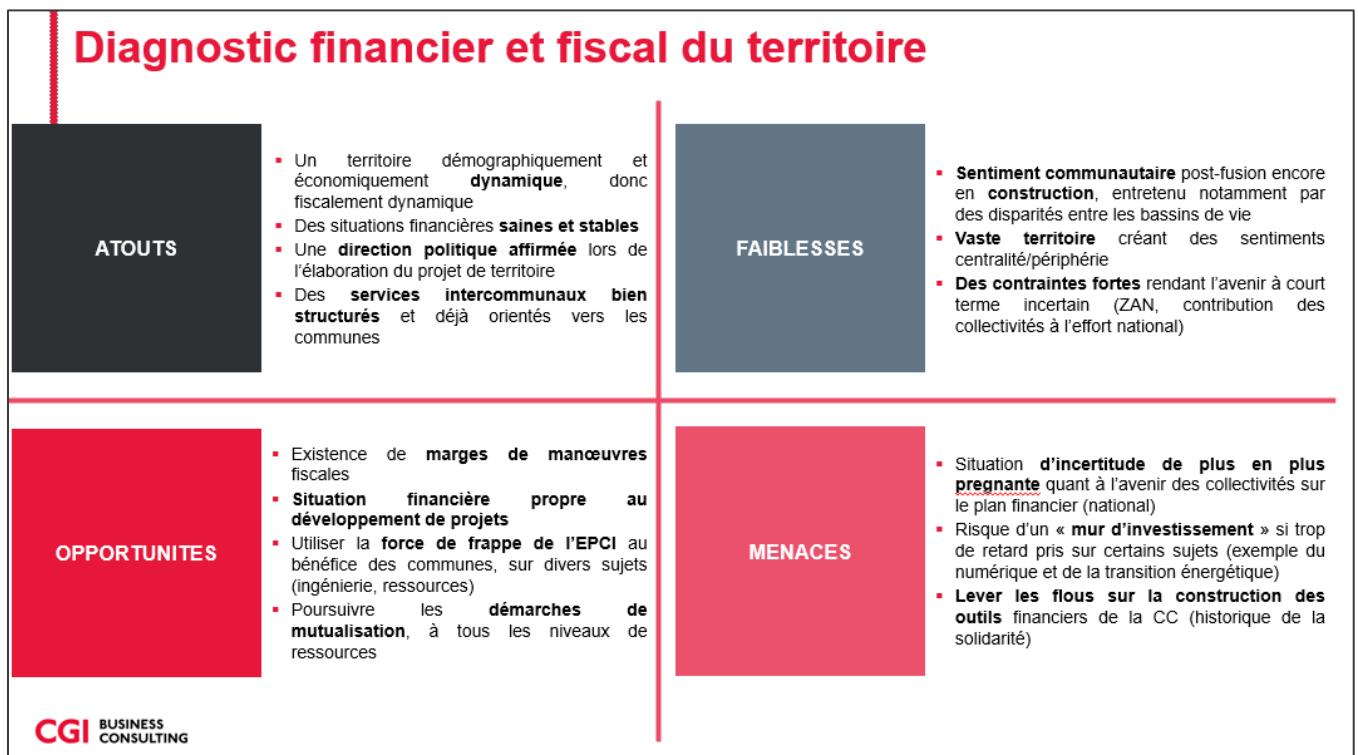 Diagnostic financier et fiscal du territoire
ATOUTS
▪ Un territoire démographiquement et
économiquement dynamique, donc
fiscalement dynamique
▪ Des situations financières saines et stables
▪ Une direction politique affirmée lors de
l’élaboration du projet de territoire
▪ Des services intercommunaux bien
structurés et déjà orientés vers les
communes
FAIBLESSES
▪ Sentiment communautaire post-fusion encore
en construction, entretenu notamment par
des disparités entre les bassins de vie
▪ Vaste territoire créant des sentiments
centralité/périphérie
▪ Des contraintes fortes rendant l’avenir à court
terme incertain (ZAN, contribution des
collectivités à l’effort national)
OPPORTUNITES
▪ Existence de marges de manœuvres
fiscales
▪ Situation financière propre au
développement de projets
▪ Utiliser la force de frappe de l’EPCI au
bénéfice des communes, sur divers sujets
(ingénierie, ressources)
▪ Poursuivre les démarches de
mutualisation, à tous les niveaux de
ressources
MENACES
▪ Situation d’incertitude de plus en plus
pregnante quant à l’avenir des collectivités sur
le plan financier (national)
▪ Risque d’un « mur d’investissement » si trop
de retard pris sur certains sujets (exemple du
numérique et de la transition énergétique)
▪ Lever les flous sur la construction des
outils financiers de la CC (historique de la
solidarité)
CGI BUSINESS
CONSULTING